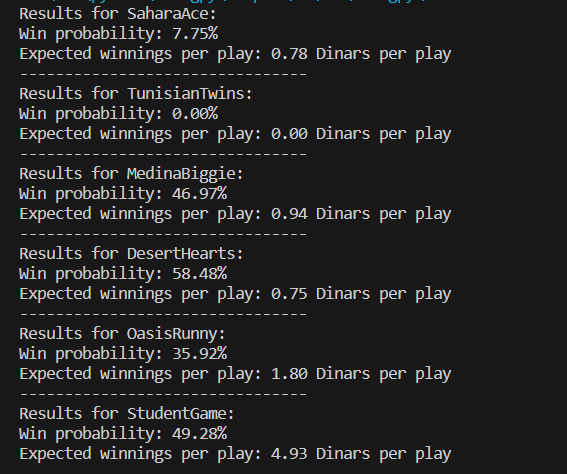 Results for SaharaAce:
Win probability: 7.75%
Expected winnings per play: 0.78 Dinars per play
-------------------------------
Results for TunisianTwins:
Win probability: 0.00%
Expected winnings per play: 0.00 Dinars per play
-------------------------------
Results for MedinaBiggie:
Win probability: 46.97%
Expected winnings per play: 0.94 Dinars per play
-------------------------------
Results for DesertHearts:
Win probability: 58.48%
Expected winnings per play: 0.75 Dinars per play
-------------------------------
Results for OasisRunny:
Win probability: 35.92%
Expected winnings per play: 1.80 Dinars per play
-------------------------------
Results for StudentGame:
Win probability: 49.28%
Expected winnings per play: 4.93 Dinars per play